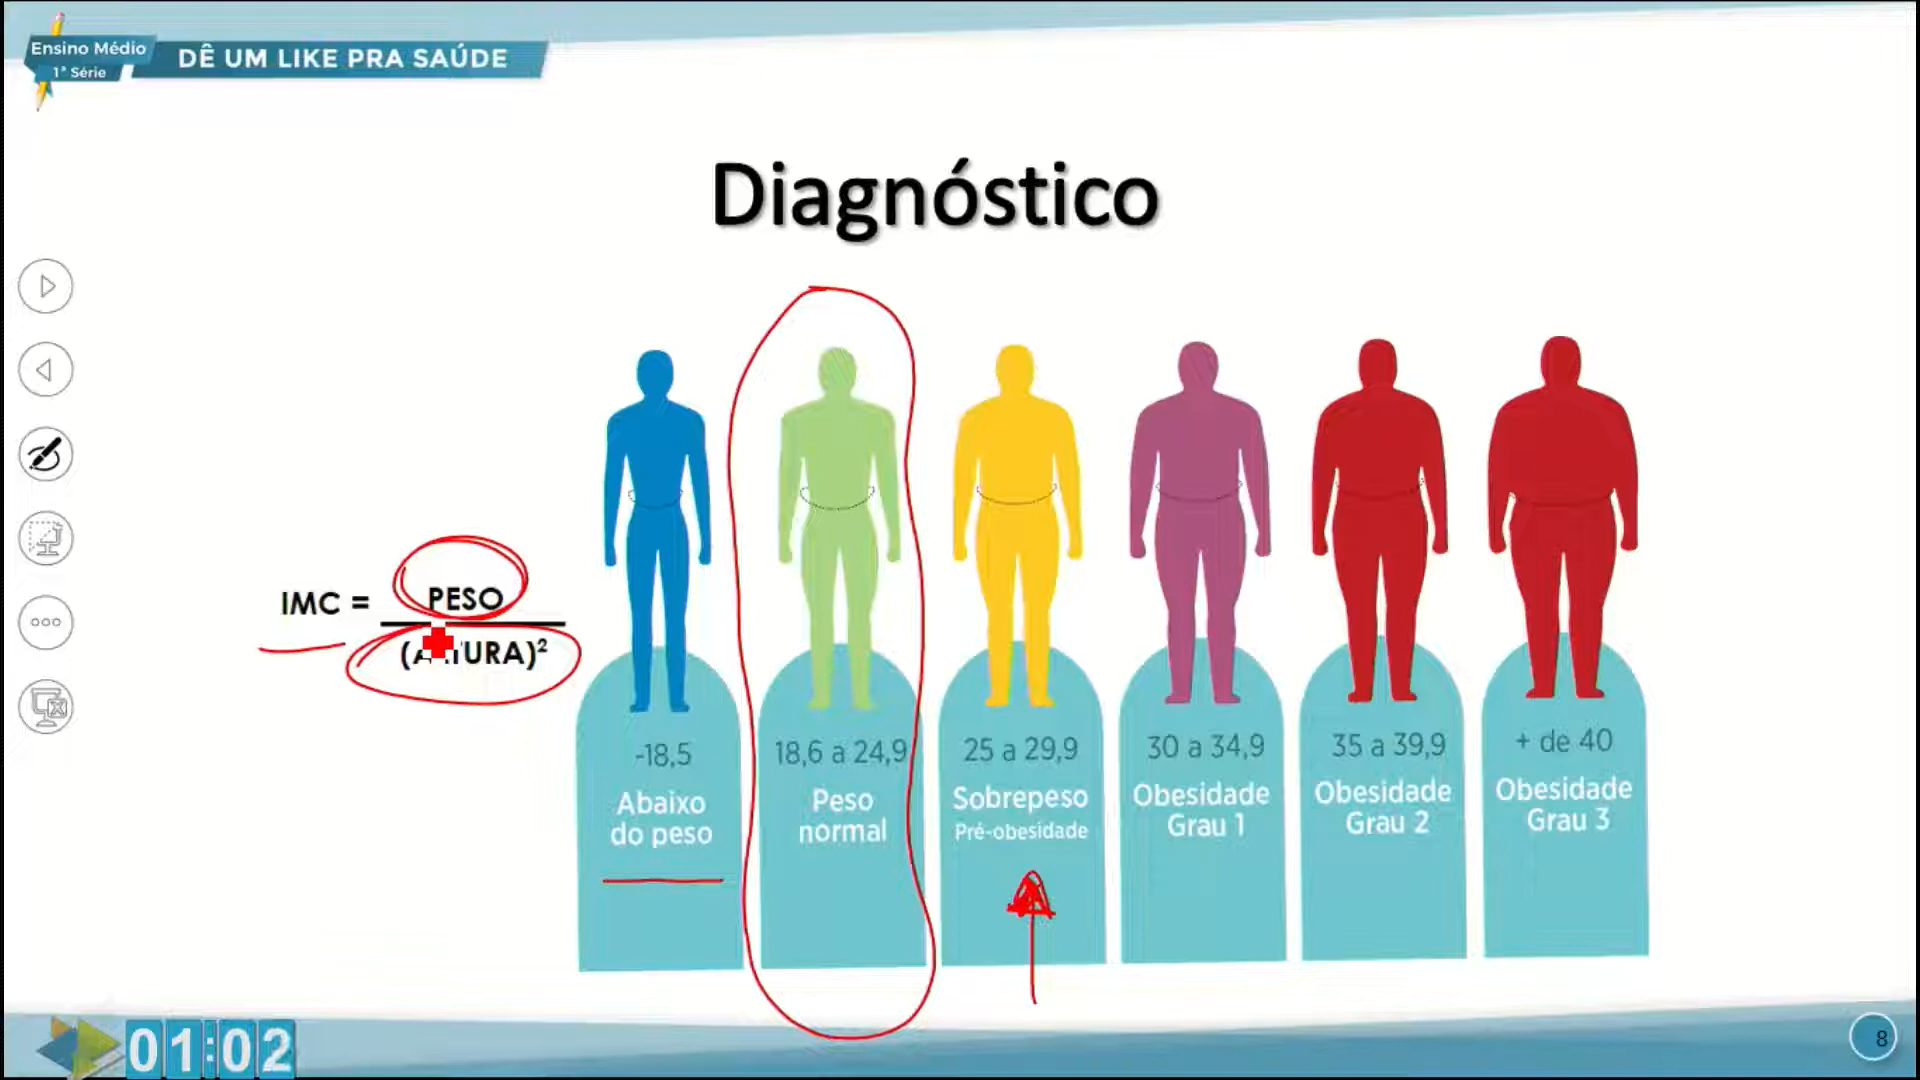 Ensino Médio
1ª Série
DÊ UM LIKE PRA SAÚDE
Diagnóstico
IMC =
PESO
(ALTURA)²
-18,5
Abaixo
do peso
18,6 a 24,9
Peso
normal
25 a 29,9
Sobrepeso
Pré-obesidade
30 a 34,9
Obesidade
Grau 1
35 a 39,9
Obesidade
Grau 2
+ de 40
Obesidade
Grau 3
01:02
8